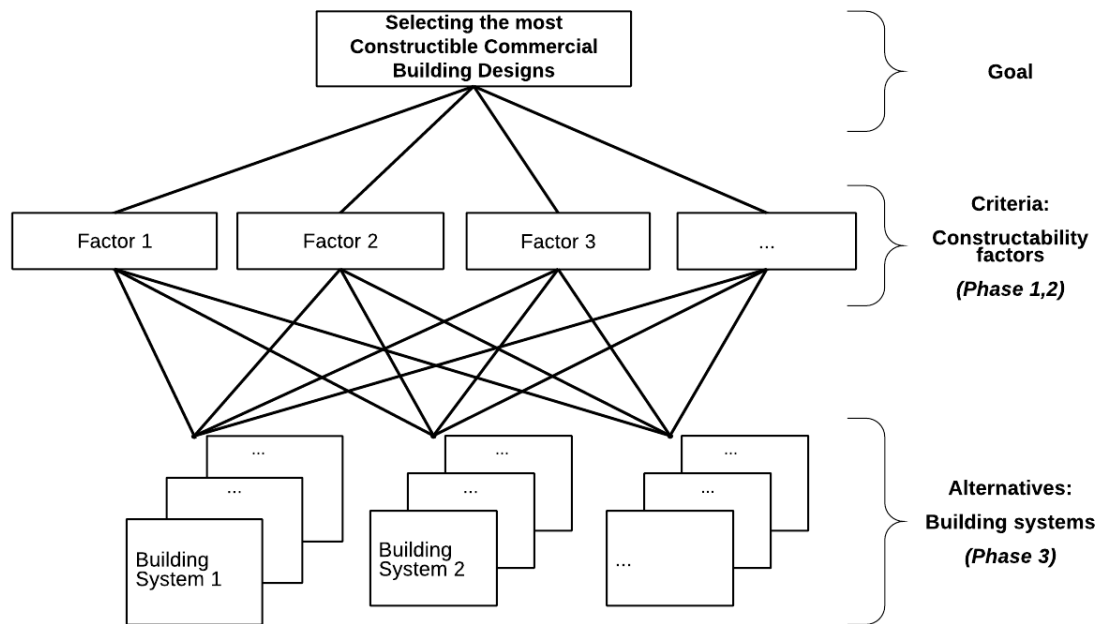 Selecting the most
Constructible Commercial
Building Designs
Goal
Factor 1
Factor 2
Factor 3
...
Criteria:
Constructability
factors
(Phase 1,2)
...
...
Building
System 1
...
...
Building
System 2
...
...
...
Alternatives:
Building systems
(Phase 3)